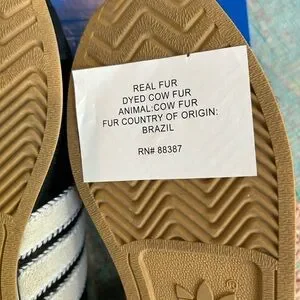 REAL FUR
DYED COW FUR
ANIMAL:COW FUR
FUR COUNTRY OF ORIGIN:
BRAZIL
RN# 88387
®